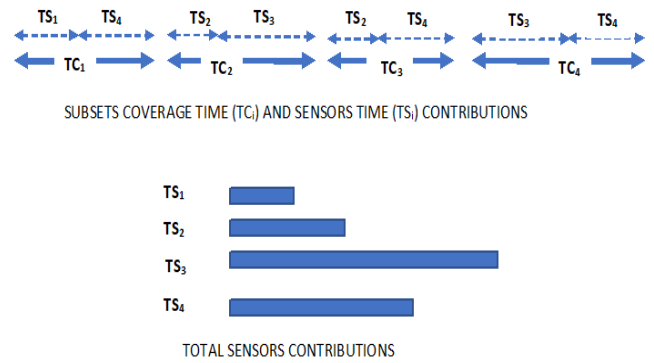 TS₁ TS₄ TS₂ TS₃ TS₂ TS₄ TS₃ TS₄
TC₁ TC₂ TC₃ TC₄
SUBSETS COVERAGE TIME (TCᵢ) AND SENSORS TIME (TSᵢ) CONTRIBUTIONS
TS₁
TS₂
TS₃
TS₄
TOTAL SENSORS CONTRIBUTIONS